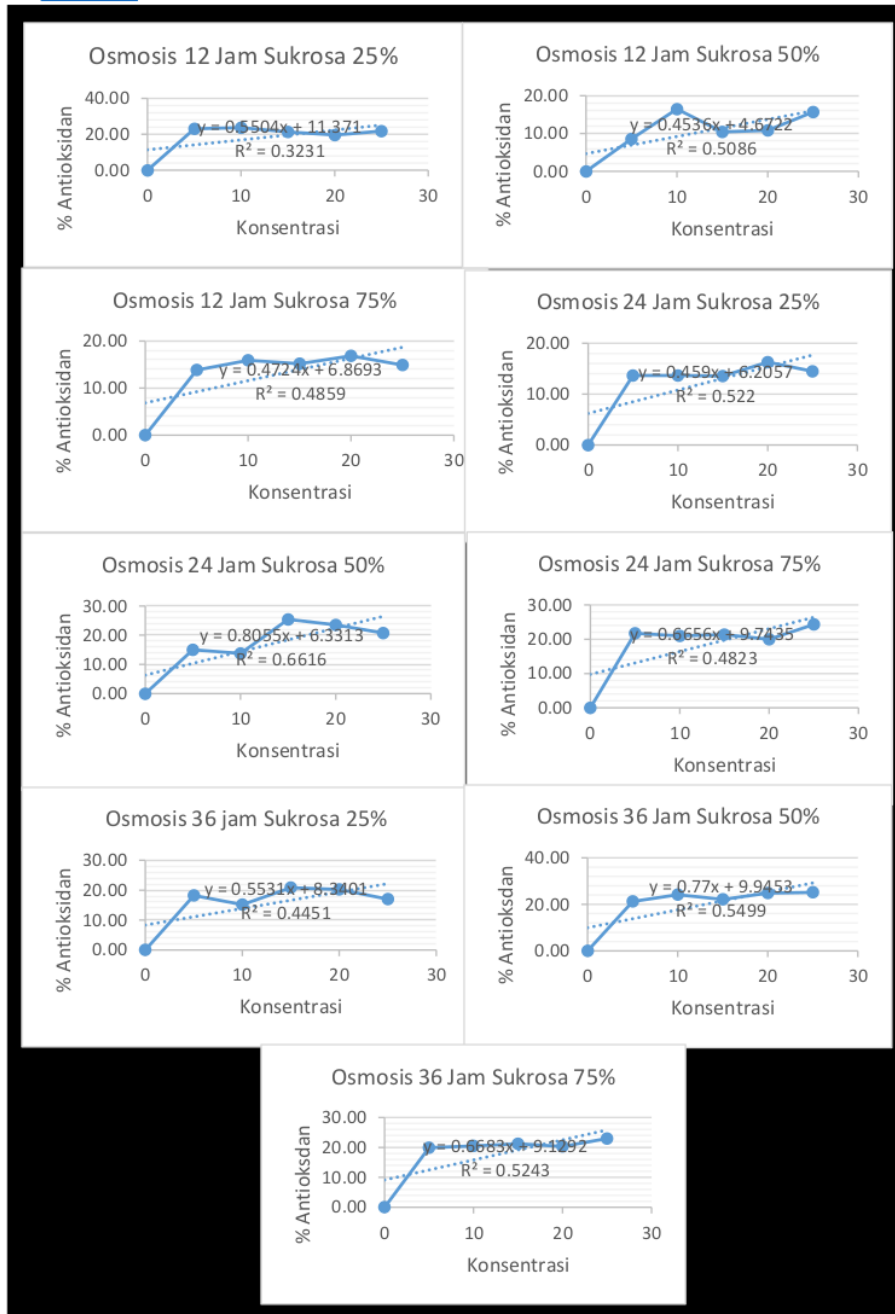 Osmosis 12 Jam Sukrosa 25%
% Antioksidan
40.00
20.00
0.00
y = 0.5504x + 11.371
R² = 0.3231
0 10 20 30
Konsentrasi
Osmosis 12 Jam Sukrosa 50%
% Antioksidan
20.00
10.00
0.00
y = 0.4536x + 4.6722
R² = 0.5086
0 10 20 30
Konsentrasi
Osmosis 12 Jam Sukrosa 75%
% Antioksidan
20.00
10.00
0.00
y = 0.4724x + 6.8693
R² = 0.4859
0 10 20 30
Konsentrasi
Osmosis 24 Jam Sukrosa 25%
% Antioksidan
20.00
10.00
0.00
y = 0.459x + 6.2057
R² = 0.522
0 10 20 30
Konsentrasi
Osmosis 24 Jam Sukrosa 50%
% Antioksidan
30.00
20.00
10.00
0.00
y = 0.8055x + 6.3313
R² = 0.6616
0 10 20 30
Konsentrasi
Osmosis 24 Jam Sukrosa 75%
% Antioksidan
30.00
20.00
10.00
0.00
y = 0.6656x + 9.7435
R² = 0.4823
0 10 20 30
Konsentrasi
Osmosis 36 jam Sukrosa 25%
% Antioksidan
30.00
20.00
10.00
0.00
y = 0.5531x + 8.3401
R² = 0.4451
0 10 20 30
Konsentrasi
Osmosis 36 Jam Sukrosa 50%
% Antioksdan
40.00
20.00
0.00
y = 0.77x + 9.9453
R² = 0.5499
0 10 20 30
Konsentrasi
Osmosis 36 Jam Sukrosa 75%
% Antioksdan
30.00
20.00
10.00
0.00
y = 0.6683x + 9.1292
R² = 0.5243
0 10 20 30
Konsentrasi